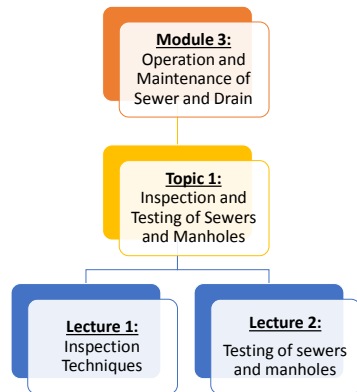 Module 3:
Operation and
Maintenance of
Sewer and Drain
Topic 1:
Inspection and
Testing of Sewers
and Manholes
Lecture 1:
Inspection
Techniques
Lecture 2:
Testing of sewers
and manholes